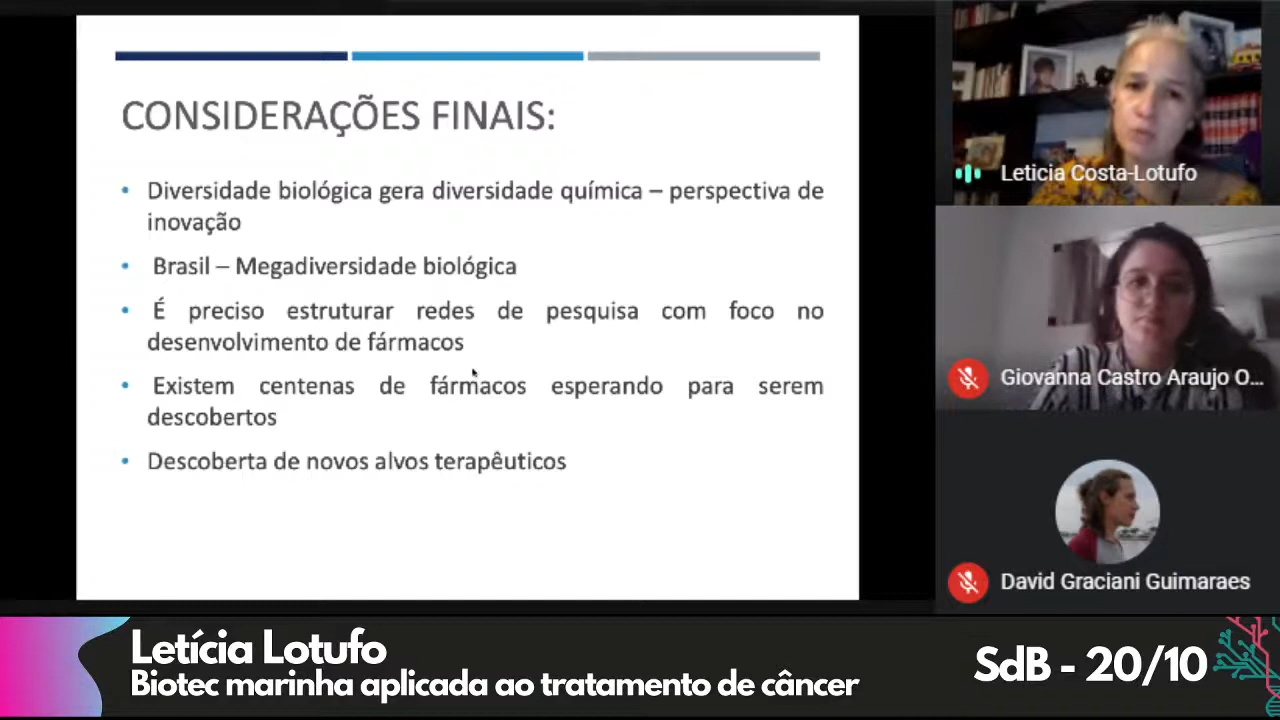 CONSIDERAÇÕES FINAIS:
• Diversidade biológica gera diversidade química – perspectiva de
inovação
• Brasil – Megadiversidade biológica
• É preciso estruturar redes de pesquisa com foco no
desenvolvimento de fármacos
• Existem centenas de fármacos esperando para serem
descobertos
• Descoberta de novos alvos terapêuticos
Leticia Costa-Lotufo
Giovanna Castro Araujo O...
David Graciani Guimaraes
Letícia Lotufo
Biotec marinha aplicada ao tratamento de câncer
SdB - 20/10